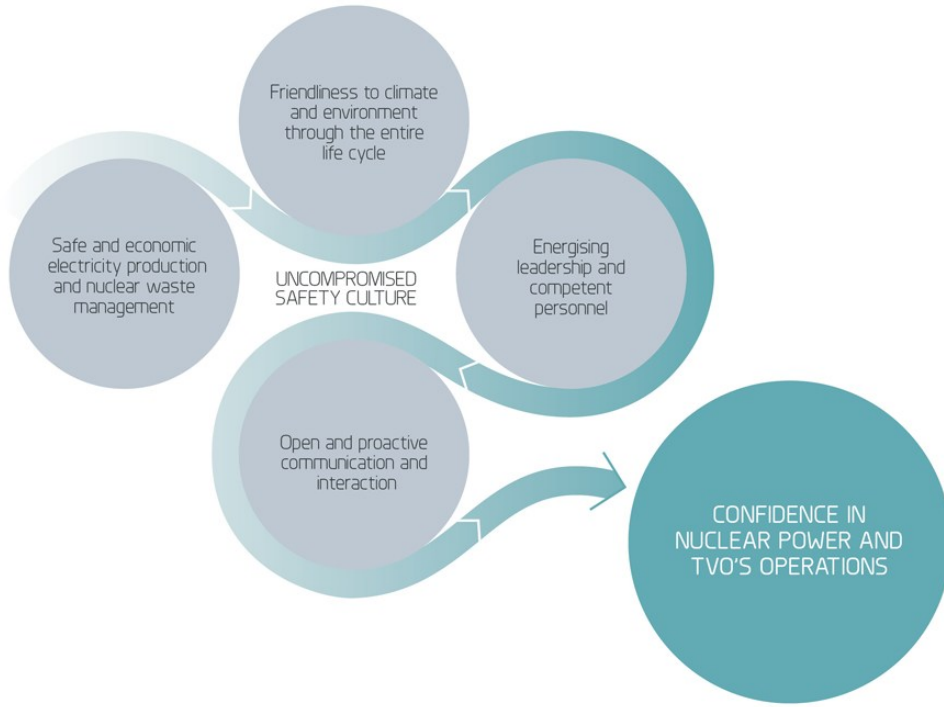 Friendliness to climate
and environment
through the entire
life cycle
Safe and economic
electricity production
and nuclear waste
management
UNCOMPROMISED
SAFETY CULTURE
Energising
leadership and
competent
personnel
Open and proactive
communication and
interaction
CONFIDENCE IN
NUCLEAR POWER AND
TVO'S OPERATIONS